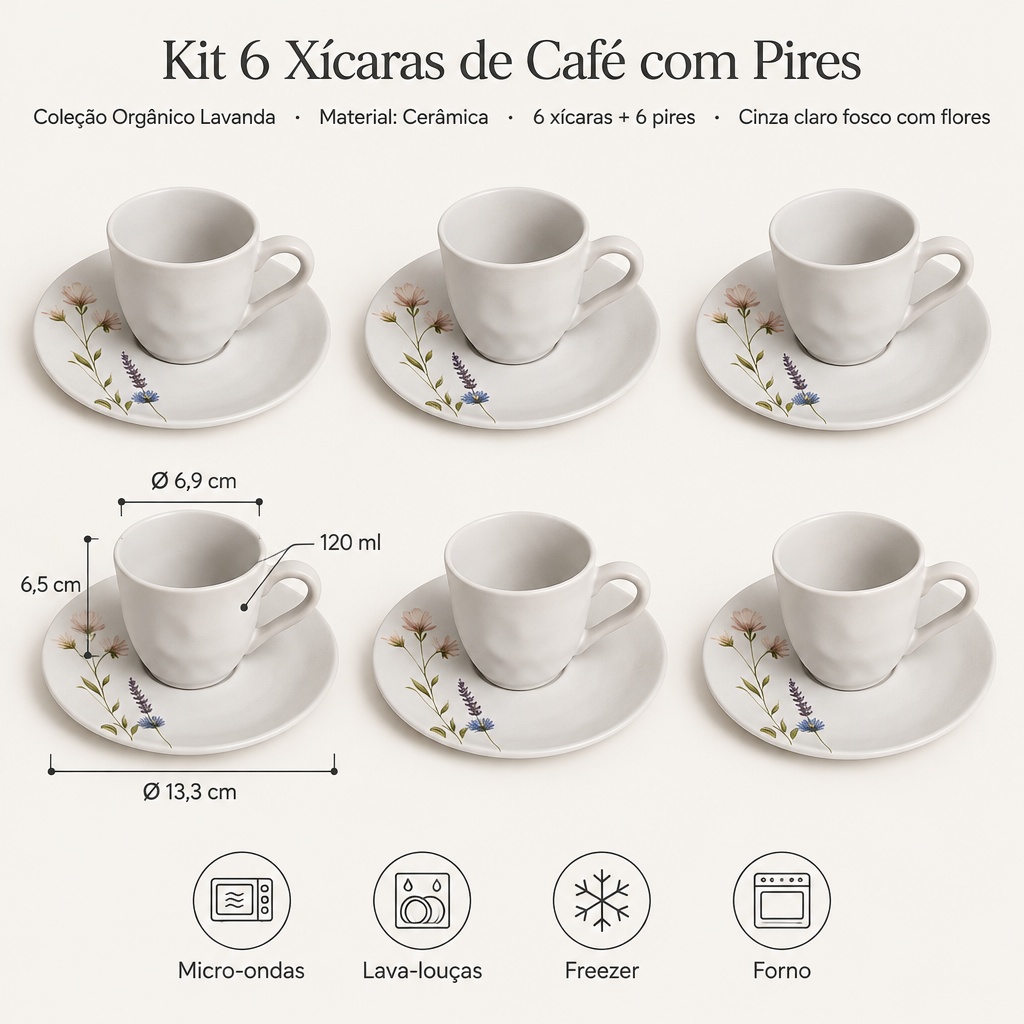 Kit 6 Xícaras de Café com Pires
Coleção Orgânico Lavanda • Material: Cerâmica • 6 xícaras + 6 pires • Cinza claro fosco com flores
Ø 6,9 cm
120 ml
6,5 cm
Ø 13,3 cm
Micro-ondas
Lava-louças
Freezer
Forno